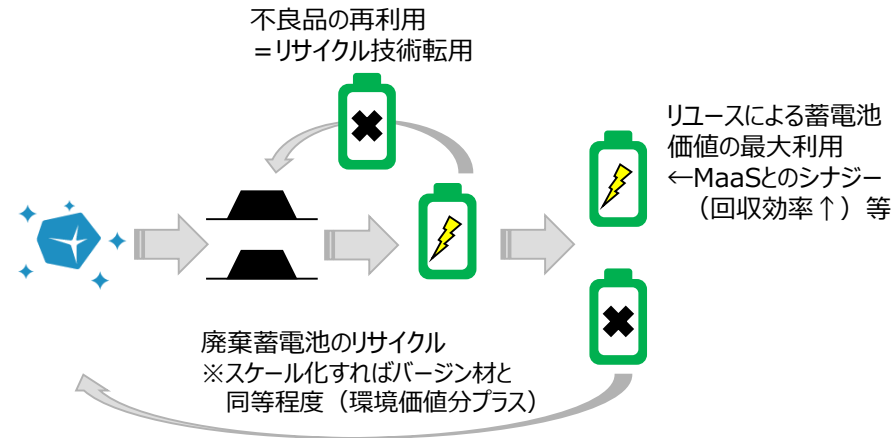 不良品の再利用
＝リサイクル技術転用
リユースによる蓄電池
価値の最大利用
←MaaSとのシナジー
（回収効率↑）等
廃棄蓄電池のリサイクル
※スケール化すればバージン材と
同等程度（環境価値分プラス）